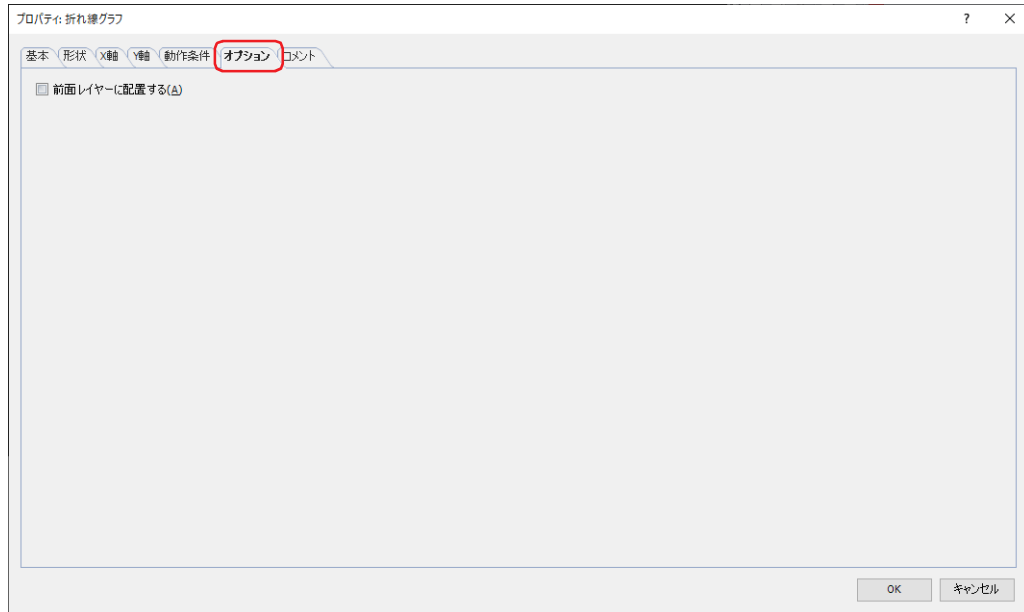 プロパティ: 折れ線グラフ ? ×
基本 形状 X軸 Y軸 動作条件 オプション コメント
前面レイヤーに配置する(A)
OK キャンセル